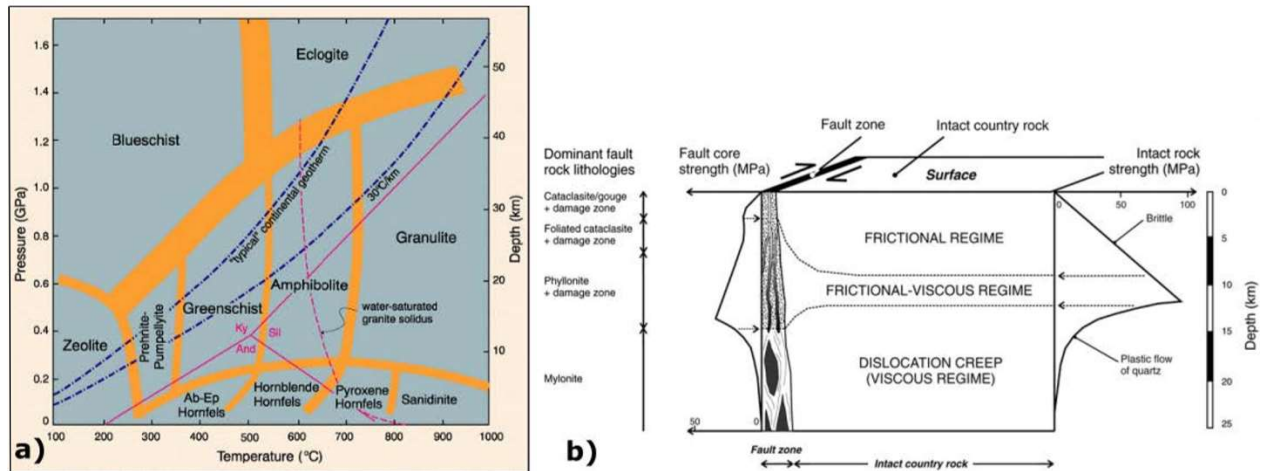 1.6
1.4
1.2
1.0
0.8
0.6
0.4
0.2
0
Pressure (GPa)
100 200 300 400 500 600 700 800 900 1000
Temperature (°C)
50
40
30
20
10
Depth (km)
Eclogite
Blueschist
"typical" continental geotherm
30°C/km
Granulite
Amphibolite
Greenschist
water-saturated
granite solidus
Prehnite-
Pumpellyite
Zeolite
Ky
Sil
And
Ab-Ep
Hornfels
Hornblende
Hornfels
Pyroxene
Hornfels
Sanidinite
a)
Fault zone
Intact country rock
Dominant fault
rock lithologies
Fault core
strength (MPa)
Surface
Intact rock
strength (MPa)
Cataclasite/gouge
+ damage zone
Foliated cataclasite
+ damage zone
Phyllonite
+ damage zone
Mylonite
0 50 100
Brittle
FRICTIONAL REGIME
FRICTIONAL-VISCOUS REGIME
DISLOCATION CREEP
(VISCOUS REGIME)
Plastic flow
of quartz
0
5
10
15
20
25
Depth (km)
50 0
Fault zone
Intact country rock
b)